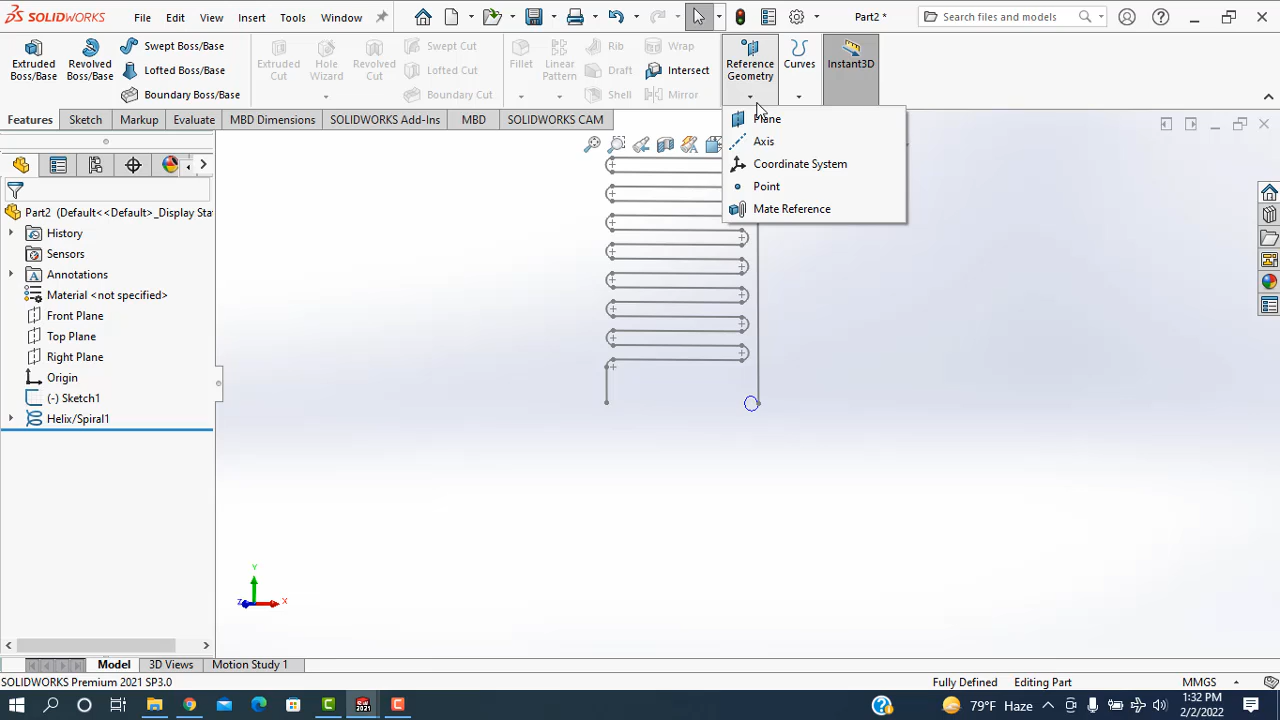 SOLIDWORKS File Edit View Insert Tools Window Part2 * Search files and models
Extruded Boss/Base
Revolved Boss/Base
Swept Boss/Base
Lofted Boss/Base
Boundary Boss/Base
Extruded Cut
Hole Wizard
Revolved Cut
Swept Cut
Lofted Cut
Boundary Cut
Fillet
Linear Pattern
Rib
Draft
Shell
Wrap
Intersect
Mirror
Reference Geometry
Curves
Instant3D
Features Sketch Markup Evaluate MBD Dimensions SOLIDWORKS Add-Ins MBD SOLIDWORKS CAM
Plane
Axis
Coordinate System
Point
Mate Reference
Part2 (Default<<Default>_Display Sta
History
Sensors
Annotations
Material <not specified>
Front Plane
Top Plane
Right Plane
Origin
(-) Sketch1
Helix/Spiral1
Y
Z X
Model 3D Views Motion Study 1
SOLIDWORKS Premium 2021 SP3.0 Fully Defined Editing Part MMGS
79°F Haze 1:32 PM
2/2/2022